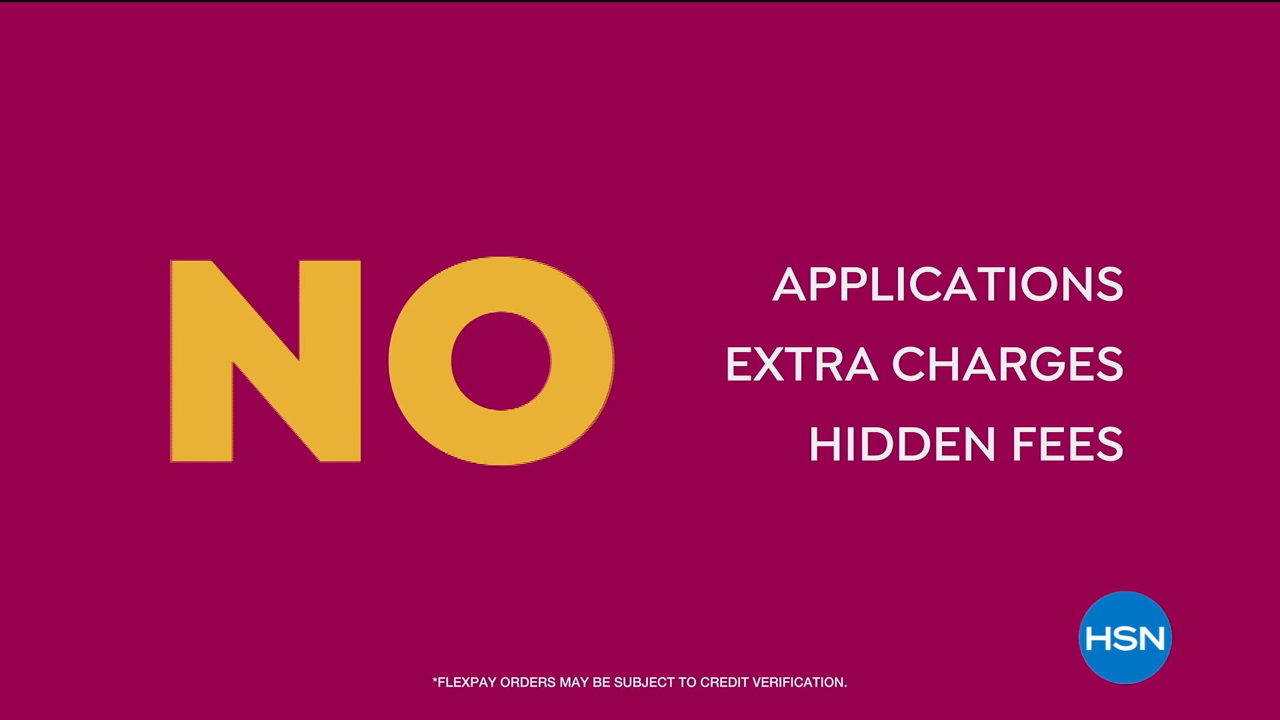 NO
APPLICATIONS
EXTRA CHARGES
HIDDEN FEES
HSN
*FLEXPAY ORDERS MAY BE SUBJECT TO CREDIT VERIFICATION.